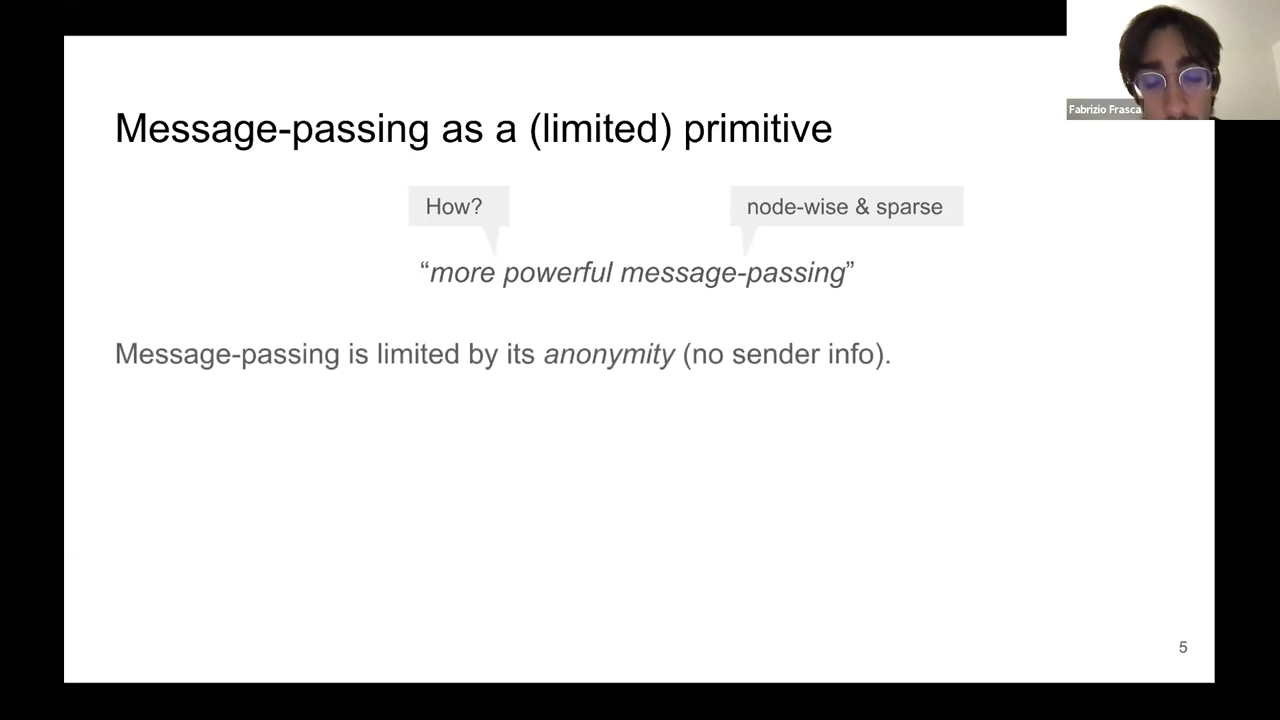 Fabrizio Frasca
Message-passing as a (limited) primitive
How?
node-wise & sparse
“more powerful message-passing”
Message-passing is limited by its anonymity (no sender info).
5